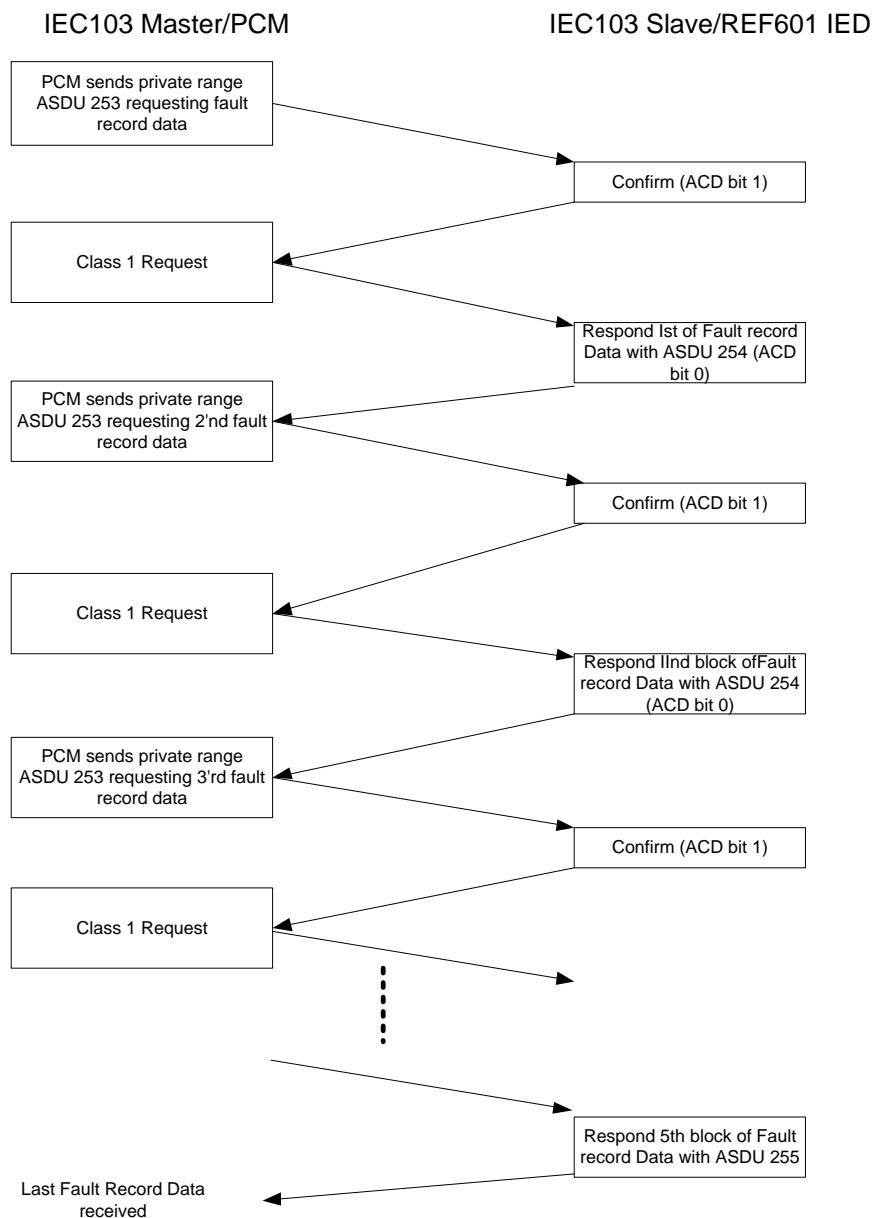 IEC103 Master/PCM
IEC103 Slave/REF601 IED
PCM sends private range
ASDU 253 requesting fault
record data
Confirm (ACD bit 1)
Class 1 Request
Respond Ist of Fault record
Data with ASDU 254 (ACD
bit 0)
PCM sends private range
ASDU 253 requesting 2'nd fault
record data
Confirm (ACD bit 1)
Class 1 Request
Respond IInd block ofFault
record Data with ASDU 254
(ACD bit 0)
PCM sends private range
ASDU 253 requesting 3'rd fault
record data
Confirm (ACD bit 1)
Class 1 Request
Respond 5th block of Fault
record Data with ASDU 255
Last Fault Record Data
received